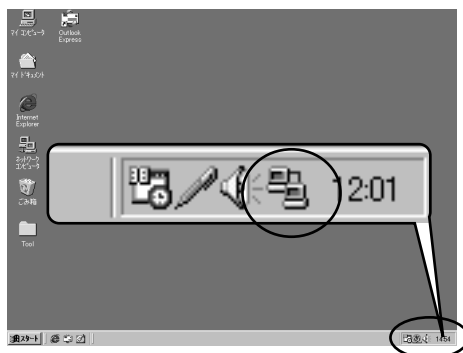 マイ コンピュータ
Outlook
Express
マイ ドキュメント
Internet
Explorer
ネットワーク
コンピュータ
ごみ箱
Tool
12:01
スタート
14:54